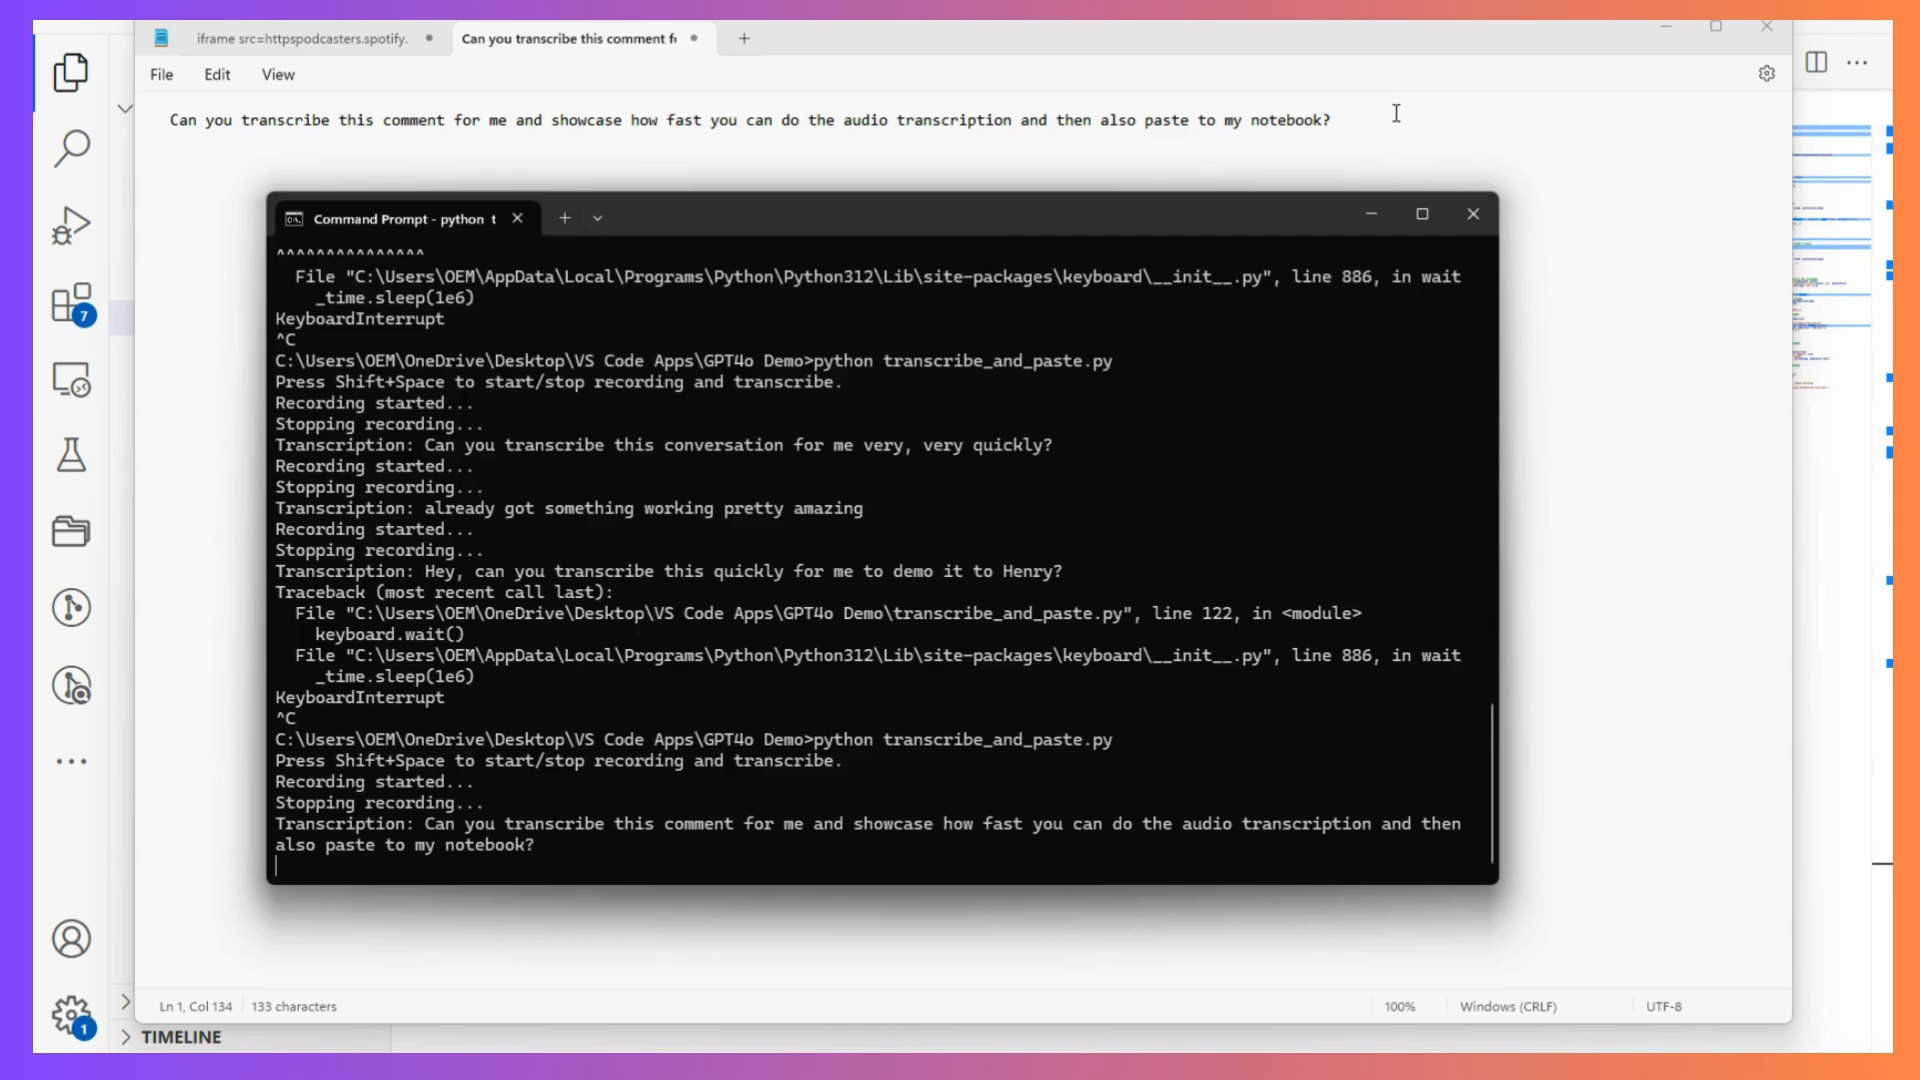 iframe src=httpspodcasters.spotify.
Can you transcribe this comment fo
File Edit View
Can you transcribe this comment for me and showcase how fast you can do the audio transcription and then also paste to my notebook?
Command Prompt - python t
^^^^^^^^^^^^^^^
File "C:\Users\OEM\AppData\Local\Programs\Python\Python312\Lib\site-packages\keyboard\__init__.py", line 886, in wait
_time.sleep(1e6)
KeyboardInterrupt
^C
C:\Users\OEM\OneDrive\Desktop\VS Code Apps\GPT4o Demo>python transcribe_and_paste.py
Press Shift+Space to start/stop recording and transcribe.
Recording started...
Stopping recording...
Transcription: Can you transcribe this conversation for me very, very quickly?
Recording started...
Stopping recording...
Transcription: already got something working pretty amazing
Recording started...
Stopping recording...
Transcription: Hey, can you transcribe this quickly for me to demo it to Henry?
Traceback (most recent call last):
File "C:\Users\OEM\OneDrive\Desktop\VS Code Apps\GPT4o Demo\transcribe_and_paste.py", line 122, in <module>
keyboard.wait()
File "C:\Users\OEM\AppData\Local\Programs\Python\Python312\Lib\site-packages\keyboard\__init__.py", line 886, in wait
_time.sleep(1e6)
KeyboardInterrupt
^C
C:\Users\OEM\OneDrive\Desktop\VS Code Apps\GPT4o Demo>python transcribe_and_paste.py
Press Shift+Space to start/stop recording and transcribe.
Recording started...
Stopping recording...
Transcription: Can you transcribe this comment for me and showcase how fast you can do the audio transcription and then
also paste to my notebook?
7
1
Ln 1, Col 134 133 characters 100% Windows (CRLF) UTF-8
TIMELINE